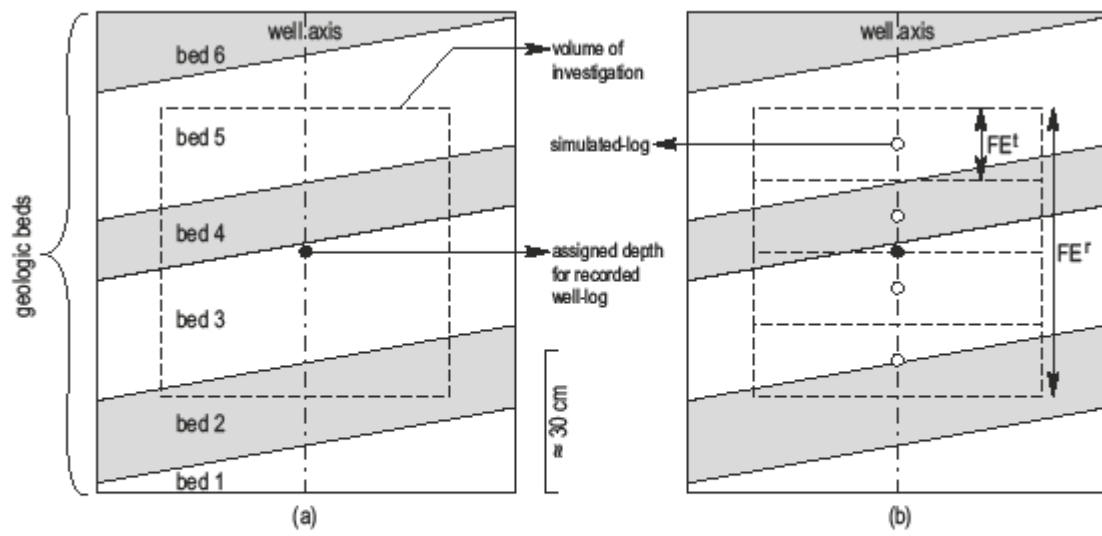 well axis
bed 6
volume of
investigation
bed 5
geologic beds
bed 4
assigned depth
for recorded
well-log
bed 3
bed 2
≈ 30 cm
bed 1
(a)
well axis
simulated-log
FEt
FEr
(b)